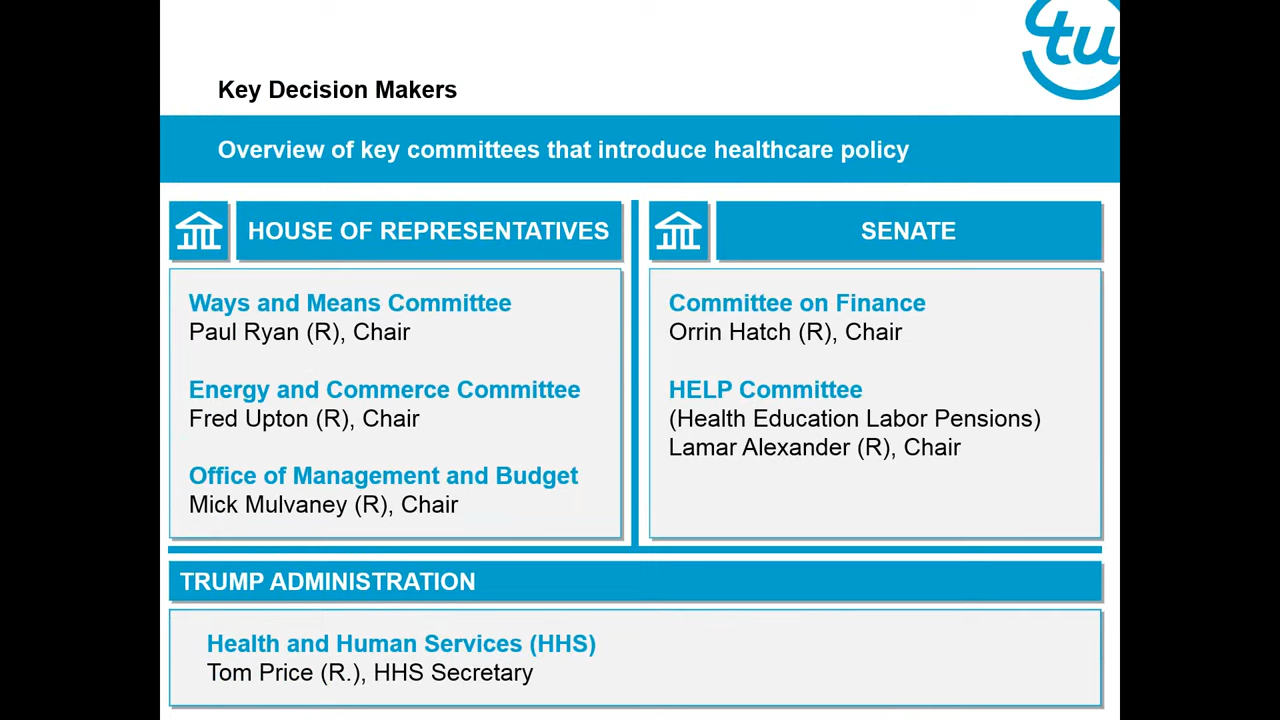 tu
Key Decision Makers
Overview of key committees that introduce healthcare policy
HOUSE OF REPRESENTATIVES
Ways and Means Committee
Paul Ryan (R), Chair
Energy and Commerce Committee
Fred Upton (R), Chair
Office of Management and Budget
Mick Mulvaney (R), Chair
SENATE
Committee on Finance
Orrin Hatch (R), Chair
HELP Committee
(Health Education Labor Pensions)
Lamar Alexander (R), Chair
TRUMP ADMINISTRATION
Health and Human Services (HHS)
Tom Price (R.), HHS Secretary